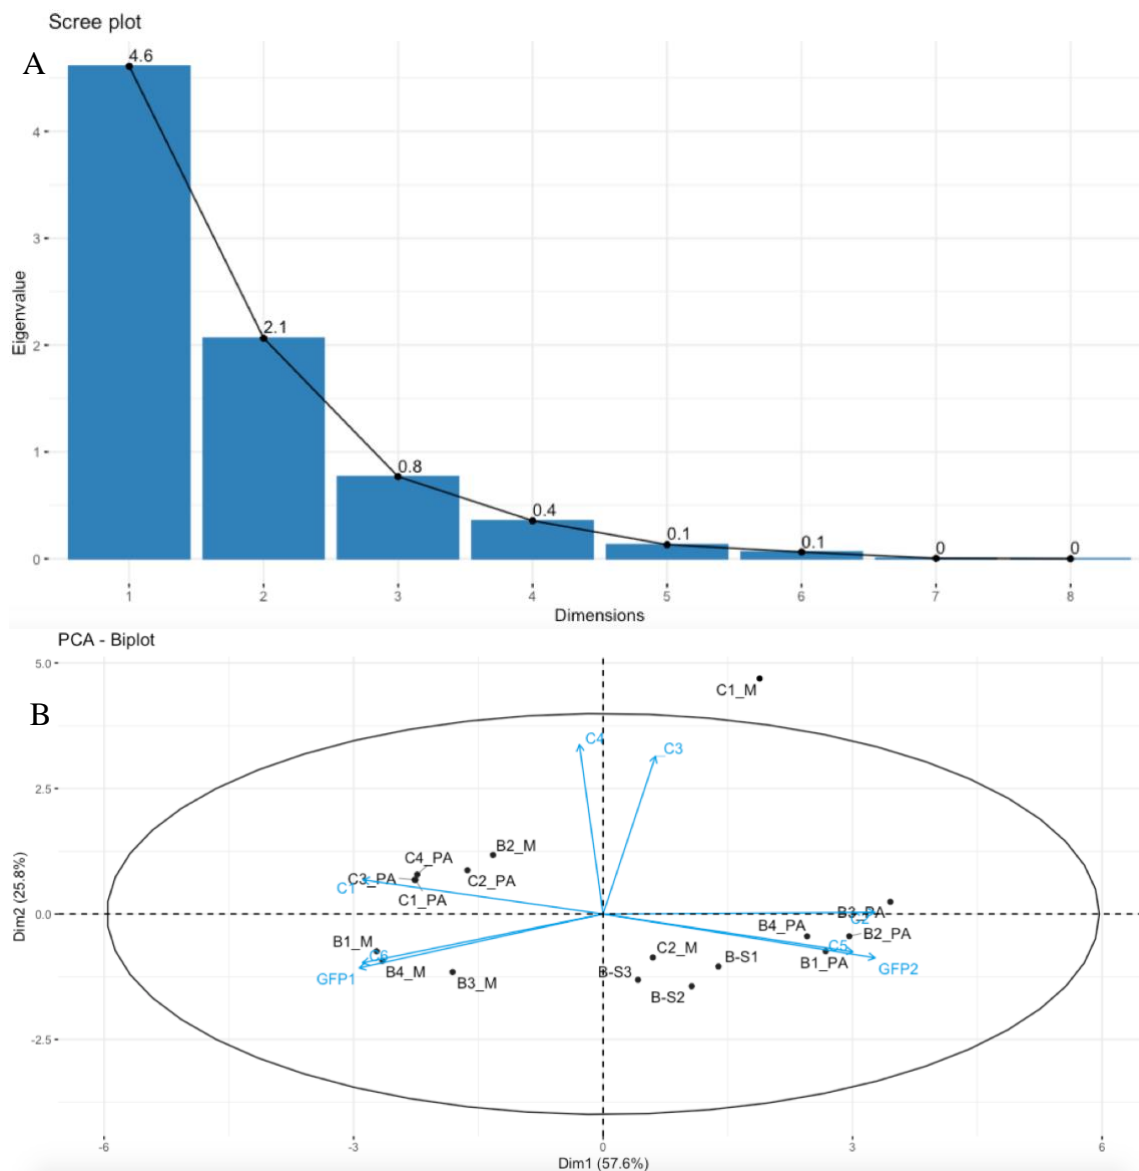 Scree plot
A
4.6
4
3
2.1
2
Eigenvalue
1
0.8
0.4
0.1
0.1
0
0
0
1
2
3
4
5
6
7
8
Dimensions
PCA - Biplot
5.0
B
C1_M
C4
C3
2.5
B2_M
C4_PA
C3_PA
C2_PA
C1
C1_PA
0.0
B3_PA
C2
B4_PA
B2_PA
C5
B1_PA
GFP2
B1_M
C6
B4_M
GFP1
B3_M
C2_M
B-S1
B-S3
B-S2
Dim2 (25.8%)
-2.5
-6
-3
0
3
6
Dim1 (57.6%)